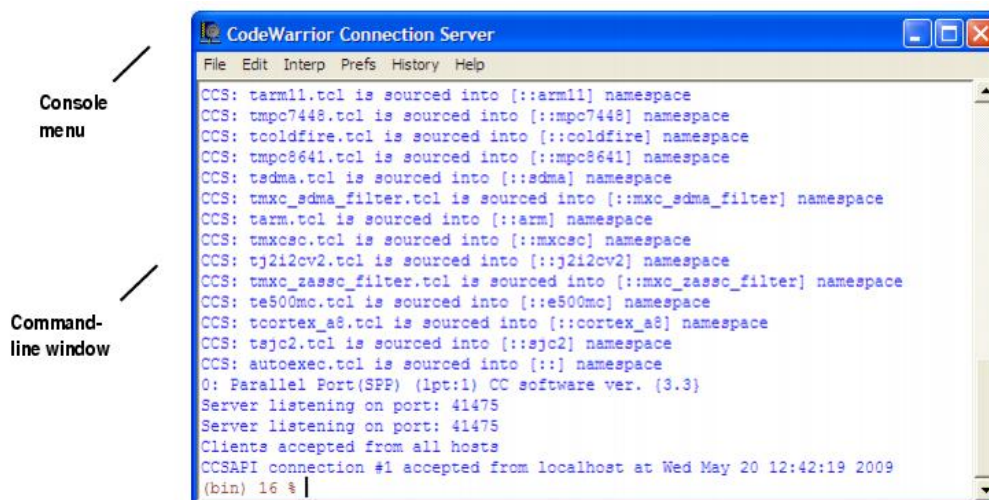 CodeWarrior Connection Server
File Edit Interp Prefs History Help
Console
menu
CCS: tarm11.tcl is sourced into [::arm11] namespace
CCS: tmpc7448.tcl is sourced into [::mpc7448] namespace
CCS: tcoldfire.tcl is sourced into [::coldfire] namespace
CCS: tmpc8641.tcl is sourced into [::mpc8641] namespace
CCS: tsdma.tcl is sourced into [::sdma] namespace
CCS: tmxc_sdma_filter.tcl is sourced into [::mxc_sdma_filter] namespace
CCS: tarm.tcl is sourced into [::arm] namespace
CCS: tmxcsc.tcl is sourced into [::mxcsc] namespace
CCS: tj2i2cv2.tcl is sourced into [::j2i2cv2] namespace
CCS: tmxc_zassc_filter.tcl is sourced into [::mxc_zassc_filter] namespace
CCS: te500mc.tcl is sourced into [::e500mc] namespace
CCS: tcortex_a8.tcl is sourced into [::cortex_a8] namespace
CCS: tsjc2.tcl is sourced into [::sjc2] namespace
CCS: autoexec.tcl is sourced into [::] namespace
0: Parallel Port(SPP) (lpt:1) CC software ver. {3.3}
Server listening on port: 41475
Server listening on port: 41475
Clients accepted from all hosts
CCSAPI connection #1 accepted from localhost at Wed May 20 12:42:19 2009
(bin) 16 %
Command-
line window